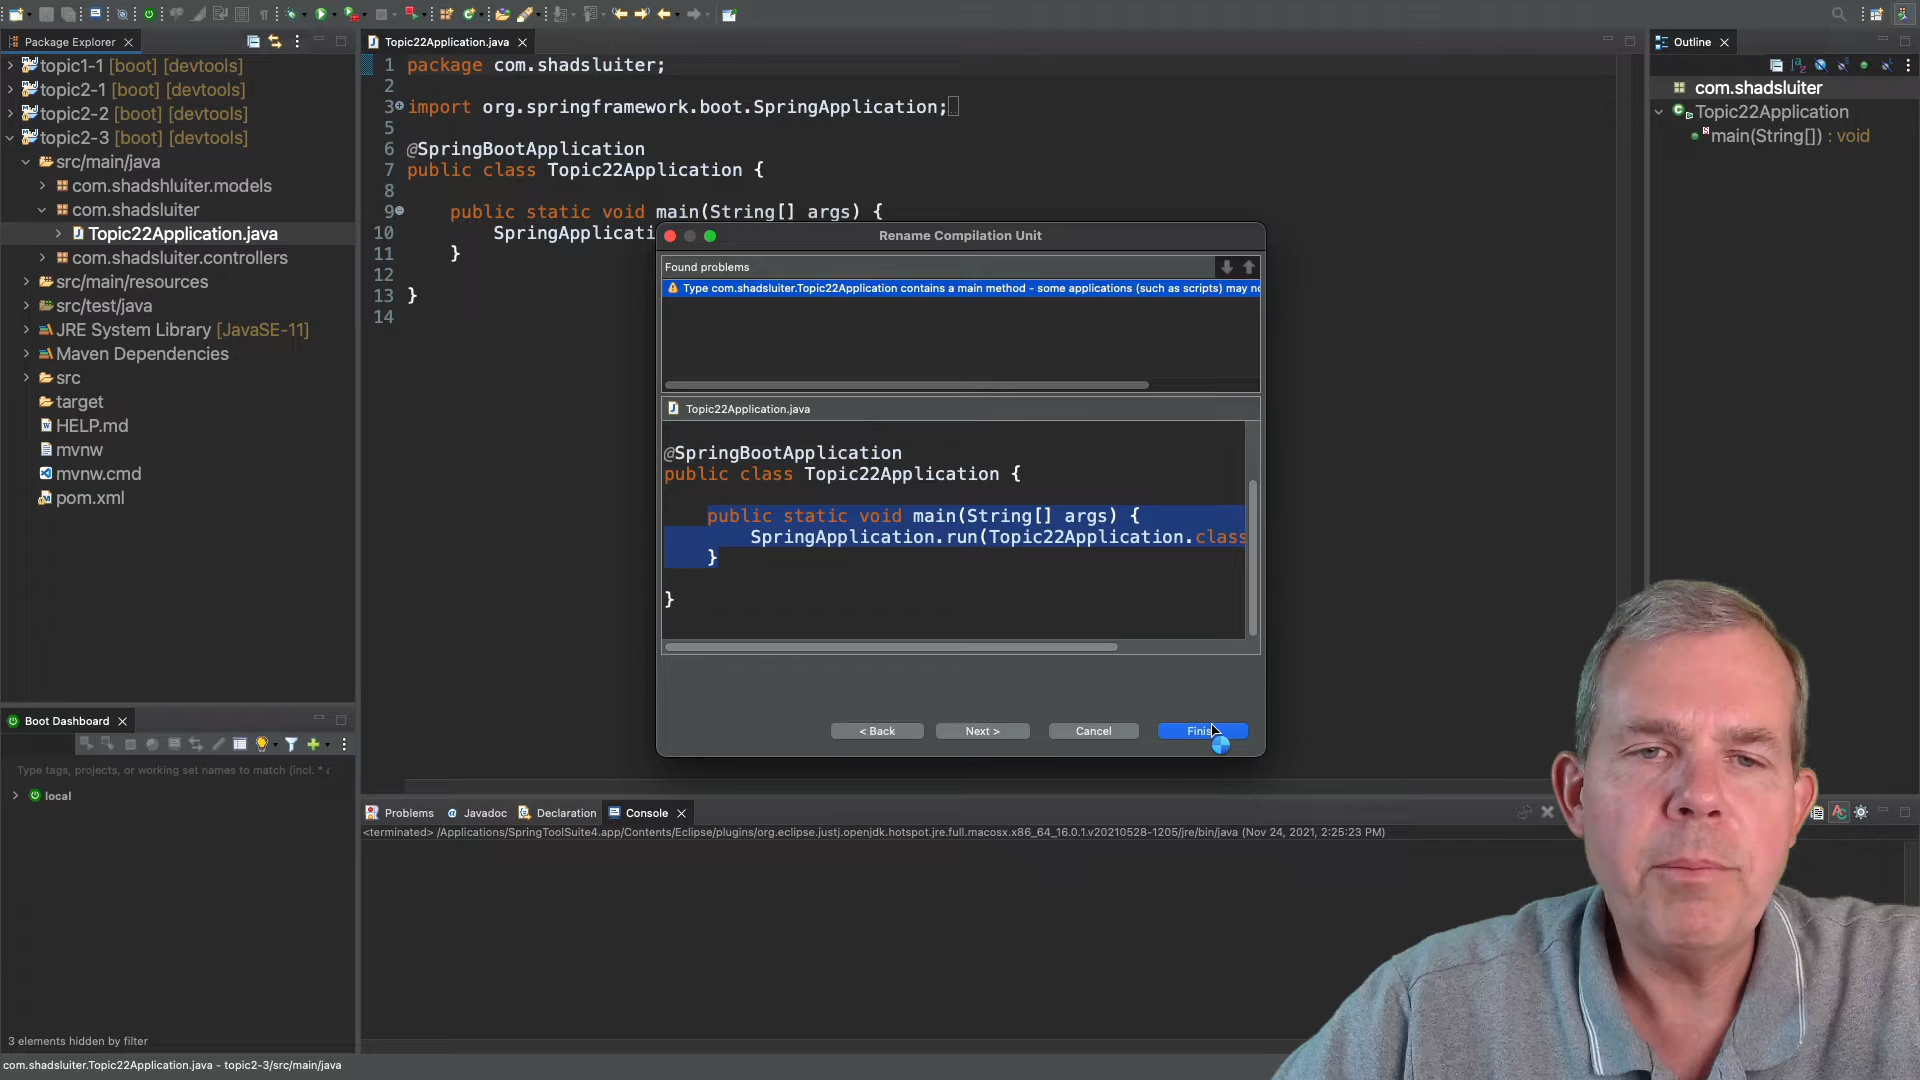 Package Explorer
Topic22Application.java
Outline
topic1-1 [boot] [devtools]
topic2-1 [boot] [devtools]
topic2-2 [boot] [devtools]
topic2-3 [boot] [devtools]
src/main/java
com.shadshluiter.models
com.shadsluiter
Topic22Application.java
com.shadsluiter.controllers
src/main/resources
src/test/java
JRE System Library [JavaSE-11]
Maven Dependencies
src
target
HELP.md
mvnw
mvnw.cmd
pom.xml
1 package com.shadsluiter;
2
3 import org.springframework.boot.SpringApplication;
5
6 @SpringBootApplication
7 public class Topic22Application {
8
9 public static void main(String[] args) {
10 SpringApplicati
11 }
12
13 }
14
com.shadsluiter
Topic22Application
main(String[]) : void
Rename Compilation Unit
Found problems
Type com.shadsluiter.Topic22Application contains a main method - some applications (such as scripts) may no
Topic22Application.java
@SpringBootApplication
public class Topic22Application {
public static void main(String[] args) {
SpringApplication.run(Topic22Application.class
}
}
< Back
Next >
Cancel
Finis
Boot Dashboard
Type tags, projects, or working set names to match (incl. *
local
3 elements hidden by filter
Problems
Javadoc
Declaration
Console
<terminated> /Applications/SpringToolSuite4.app/Contents/Eclipse/plugins/org.eclipse.justj.openjdk.hotspot.jre.full.macosx.x86_64_16.0.1.v20210528-1205/jre/bin/java (Nov 24, 2021, 2:25:23 PM)
com.shadsluiter.Topic22Application.java - topic2-3/src/main/java